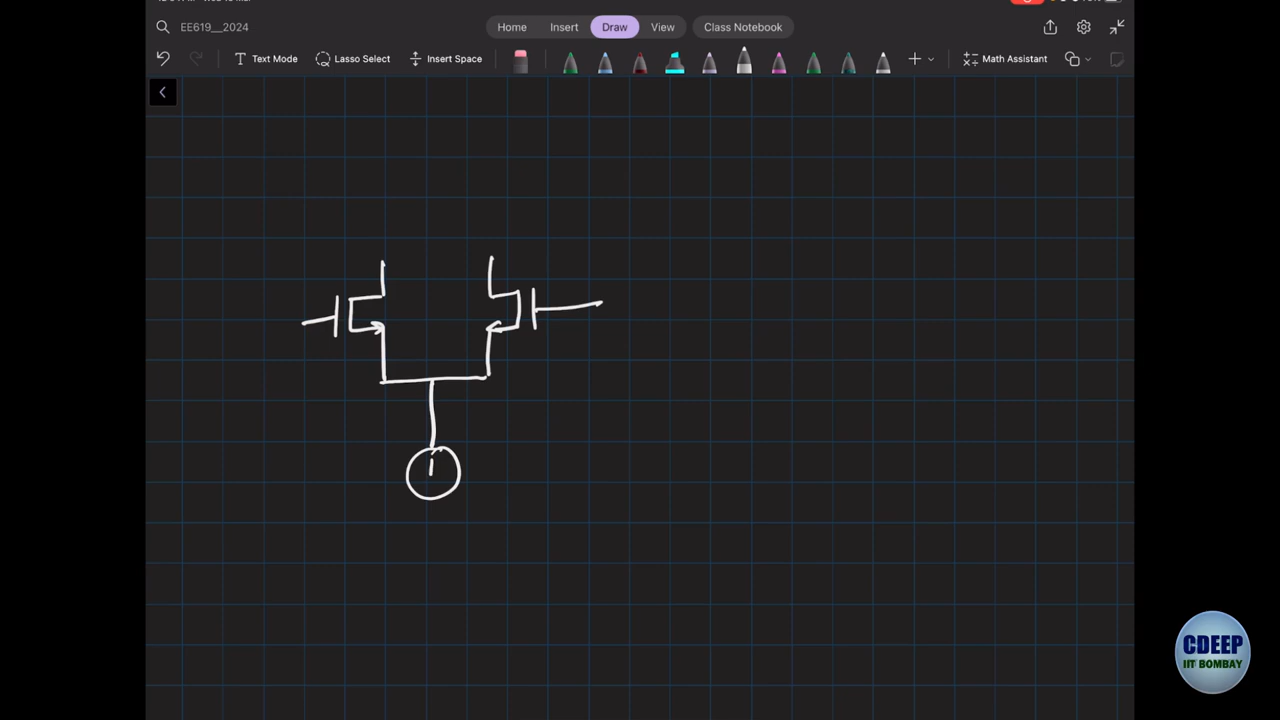 EE619__2024
Home Insert Draw View Class Notebook
Text Mode Lasso Select Insert Space Math Assistant
CDEEP
IIT BOMBAY